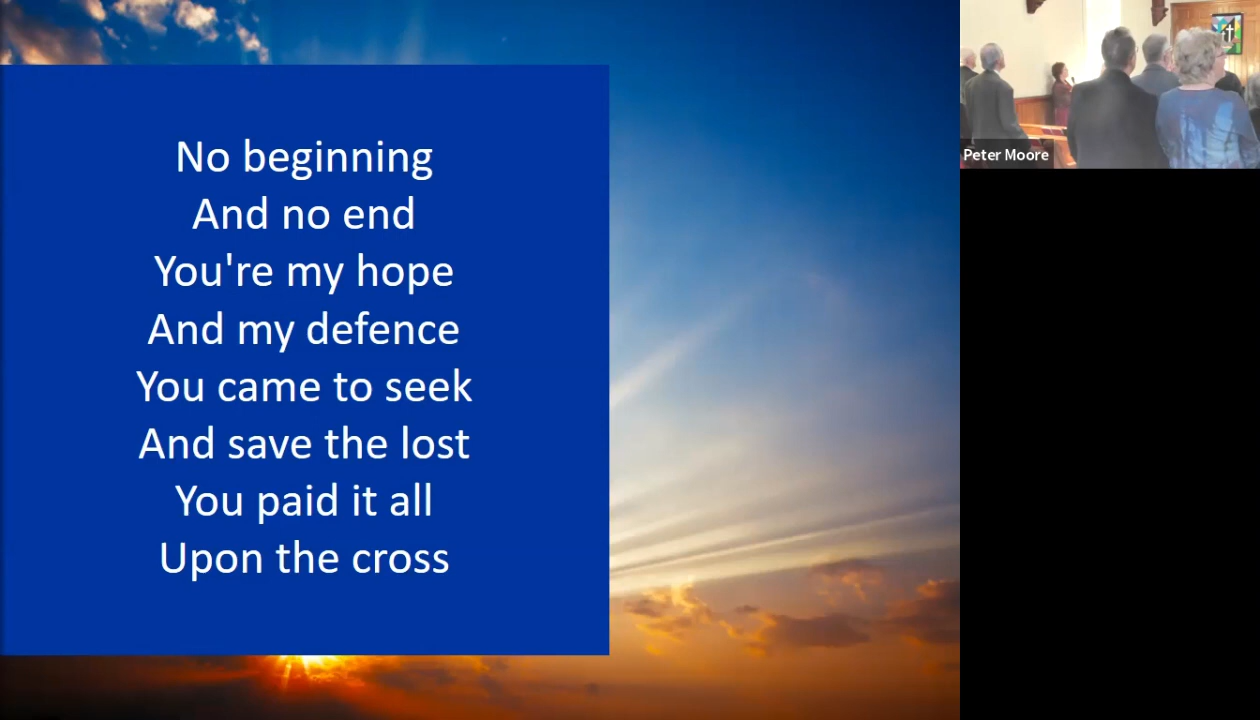 No beginning
And no end
You're my hope
And my defence
You came to seek
And save the lost
You paid it all
Upon the cross
Peter Moore